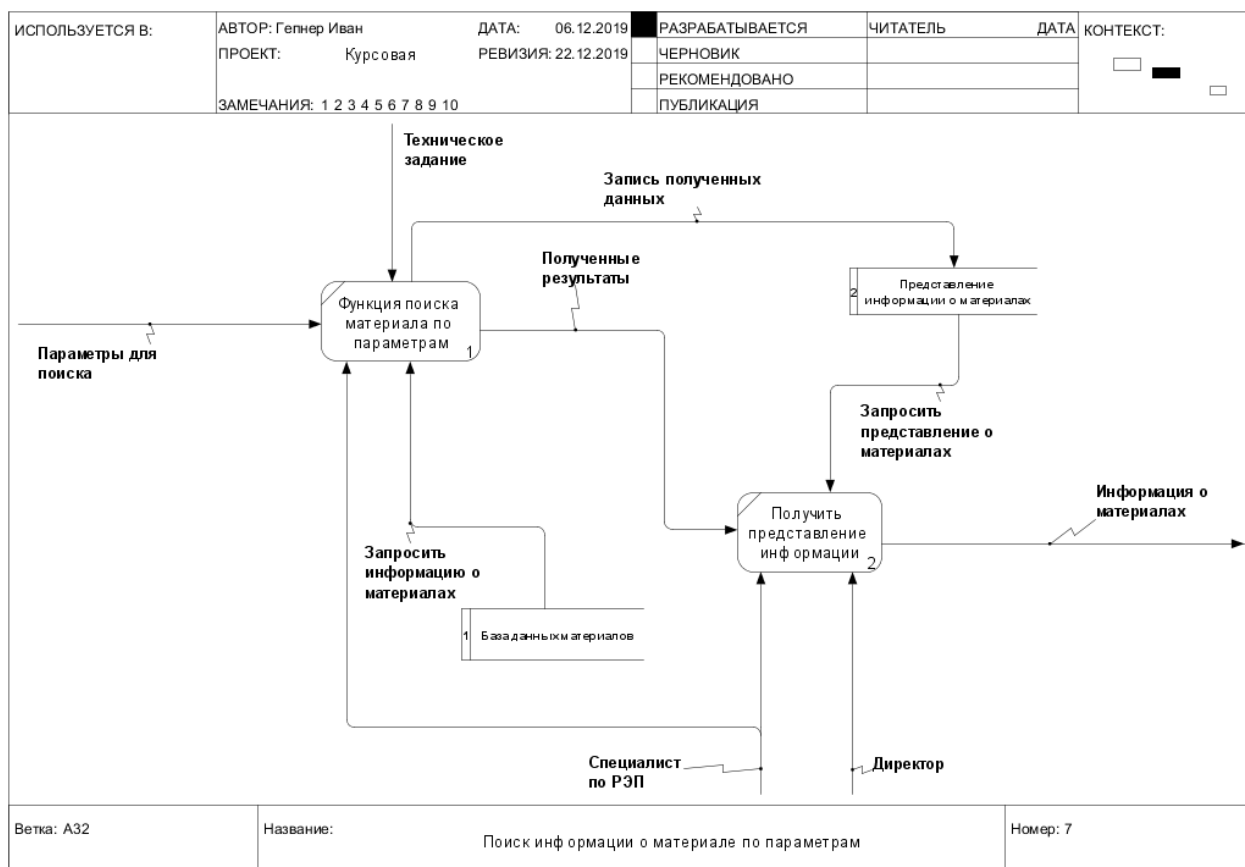 ИСПОЛЬЗУЕТСЯ В:
АВТОР: Гепнер Иван
ДАТА: 06.12.2019
ПРОЕКТ: Курсовая
РЕВИЗИЯ: 22.12.2019
ЗАМЕЧАНИЯ: 1 2 3 4 5 6 7 8 9 10
РАЗРАБАТЫВАЕТСЯ
ЧЕРНОВИК
РЕКОМЕНДОВАНО
ПУБЛИКАЦИЯ
ЧИТАТЕЛЬ
ДАТА
КОНТЕКСТ:
Техническое
задание
Запись полученных
данных
Полученные
результаты
Функция поиска
материала по
параметрам
1
2
Представление
информации о материалах
Параметры для
поиска
Запросить
представление о
материалах
Получить
представление
информации
2
Информация о
материалах
Запросить
информацию о
материалах
1 База данных материалов
Специалист
по РЭП
Директор
Ветка: A32
Название:
Поиск информации о материале по параметрам
Номер: 7